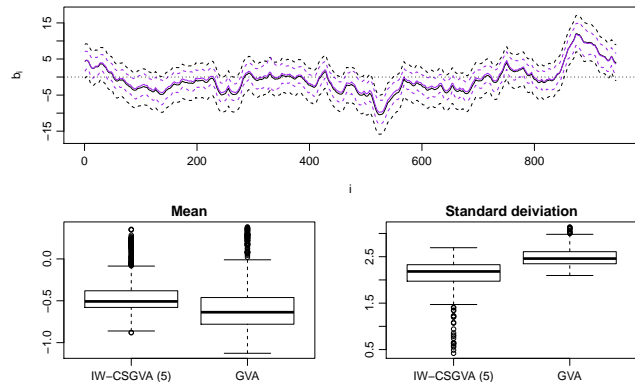 15
5
−5
−15
b_i
0
200
400
600
800
i
Mean
0.0
−0.5
−1.0
IW−CSGVA (5)
GVA
Standard deiviation
2.5
1.5
0.5
IW−CSGVA (5)
GVA